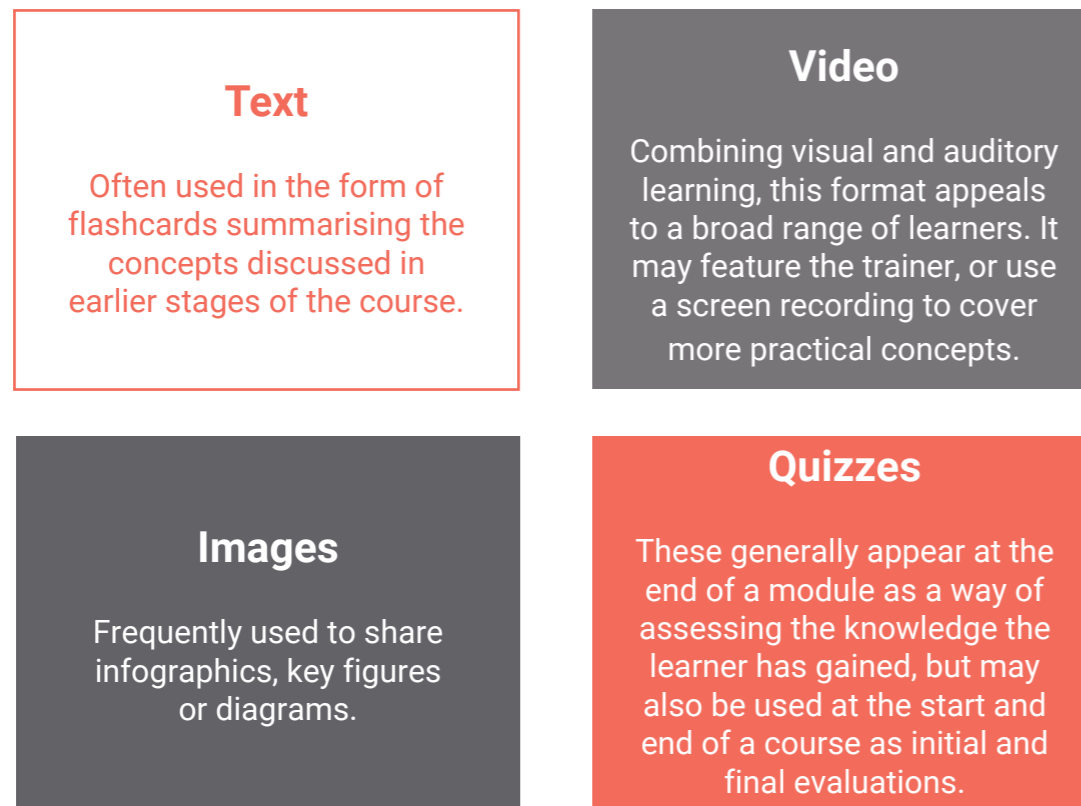 Text
Often used in the form of
flashcards summarising the
concepts discussed in
earlier stages of the course.
Video
Combining visual and auditory
learning, this format appeals
to a broad range of learners. It
may feature the trainer, or use
a screen recording to cover
more practical concepts.
Images
Frequently used to share
infographics, key figures
or diagrams.
Quizzes
These generally appear at the
end of a module as a way of
assessing the knowledge the
learner has gained, but may
also be used at the start and
end of a course as initial and
final evaluations.